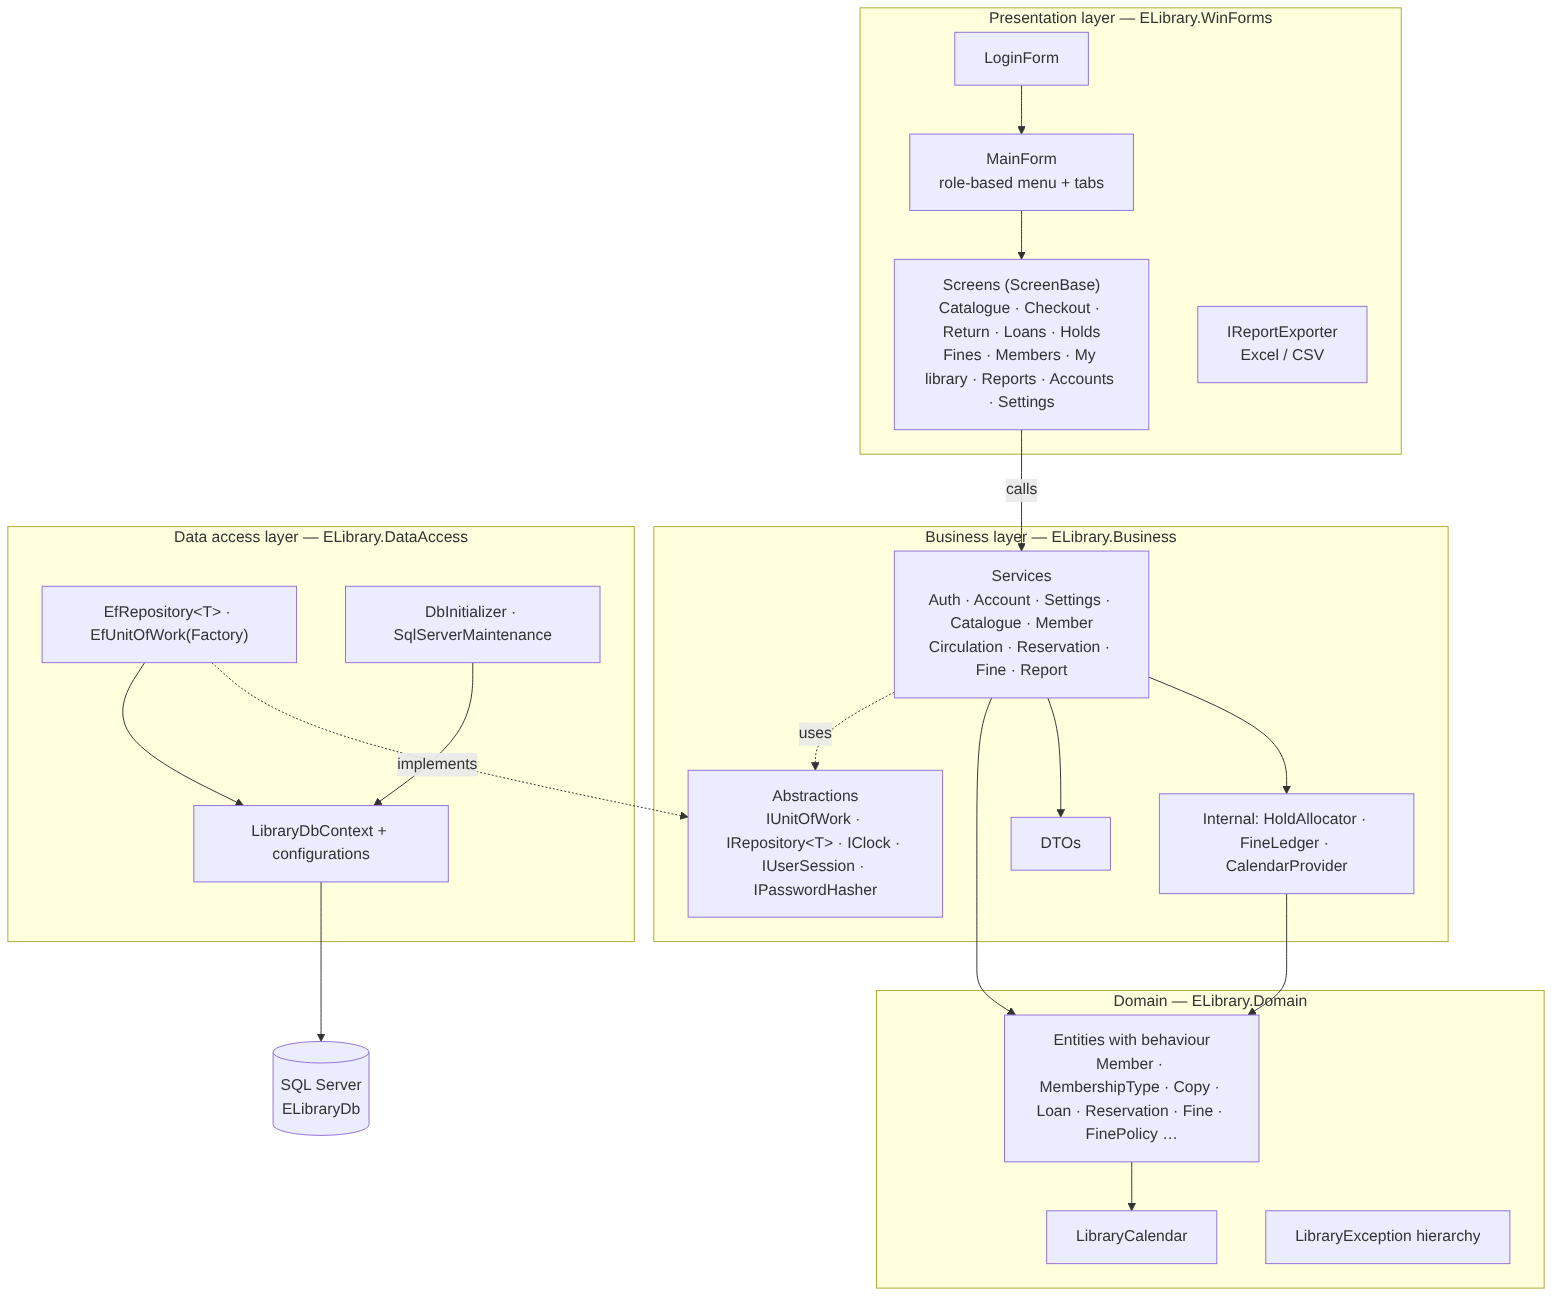 Presentation layer — ELibrary.WinForms
LoginForm
MainForm
role-based menu + tabs
Screens (ScreenBase)
Catalogue · Checkout ·
Return · Loans · Holds
Fines · Members · My
library · Reports · Accounts
· Settings
IReportExporter
Excel / CSV
calls
Data access layer — ELibrary.DataAccess
EfRepository<T> ·
EfUnitOfWork(Factory)
DbInitializer ·
SqlServerMaintenance
implements
LibraryDbContext +
configurations
SQL Server
ELibraryDb
Business layer — ELibrary.Business
Services
Auth · Account · Settings ·
Catalogue · Member
Circulation · Reservation ·
Fine · Report
uses
Abstractions
IUnitOfWork ·
IRepository<T> · IClock ·
IUserSession ·
IPasswordHasher
DTOs
Internal: HoldAllocator ·
FineLedger ·
CalendarProvider
Domain — ELibrary.Domain
Entities with behaviour
Member ·
MembershipType · Copy ·
Loan · Reservation · Fine ·
FinePolicy …
LibraryCalendar
LibraryException hierarchy